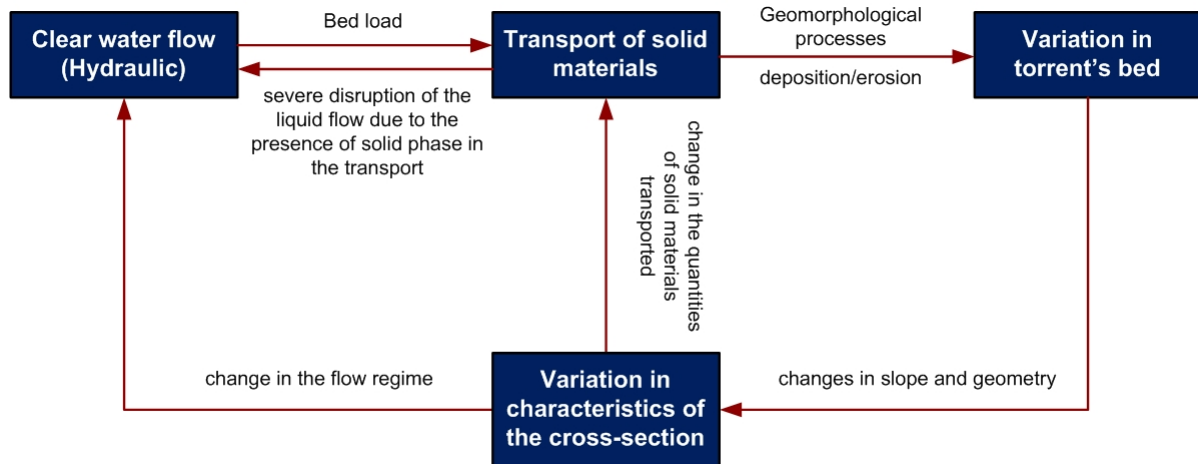 Clear water flow
(Hydraulic)
Bed load
severe disruption of the
liquid flow due to the
presence of solid phase in
the transport
Transport of solid
materials
Geomorphological
processes
deposition/erosion
Variation in
torrent's bed
change in the quantities
of solid materials
transported
change in the flow regime
Variation in
characteristics of
the cross-section
changes in slope and geometry